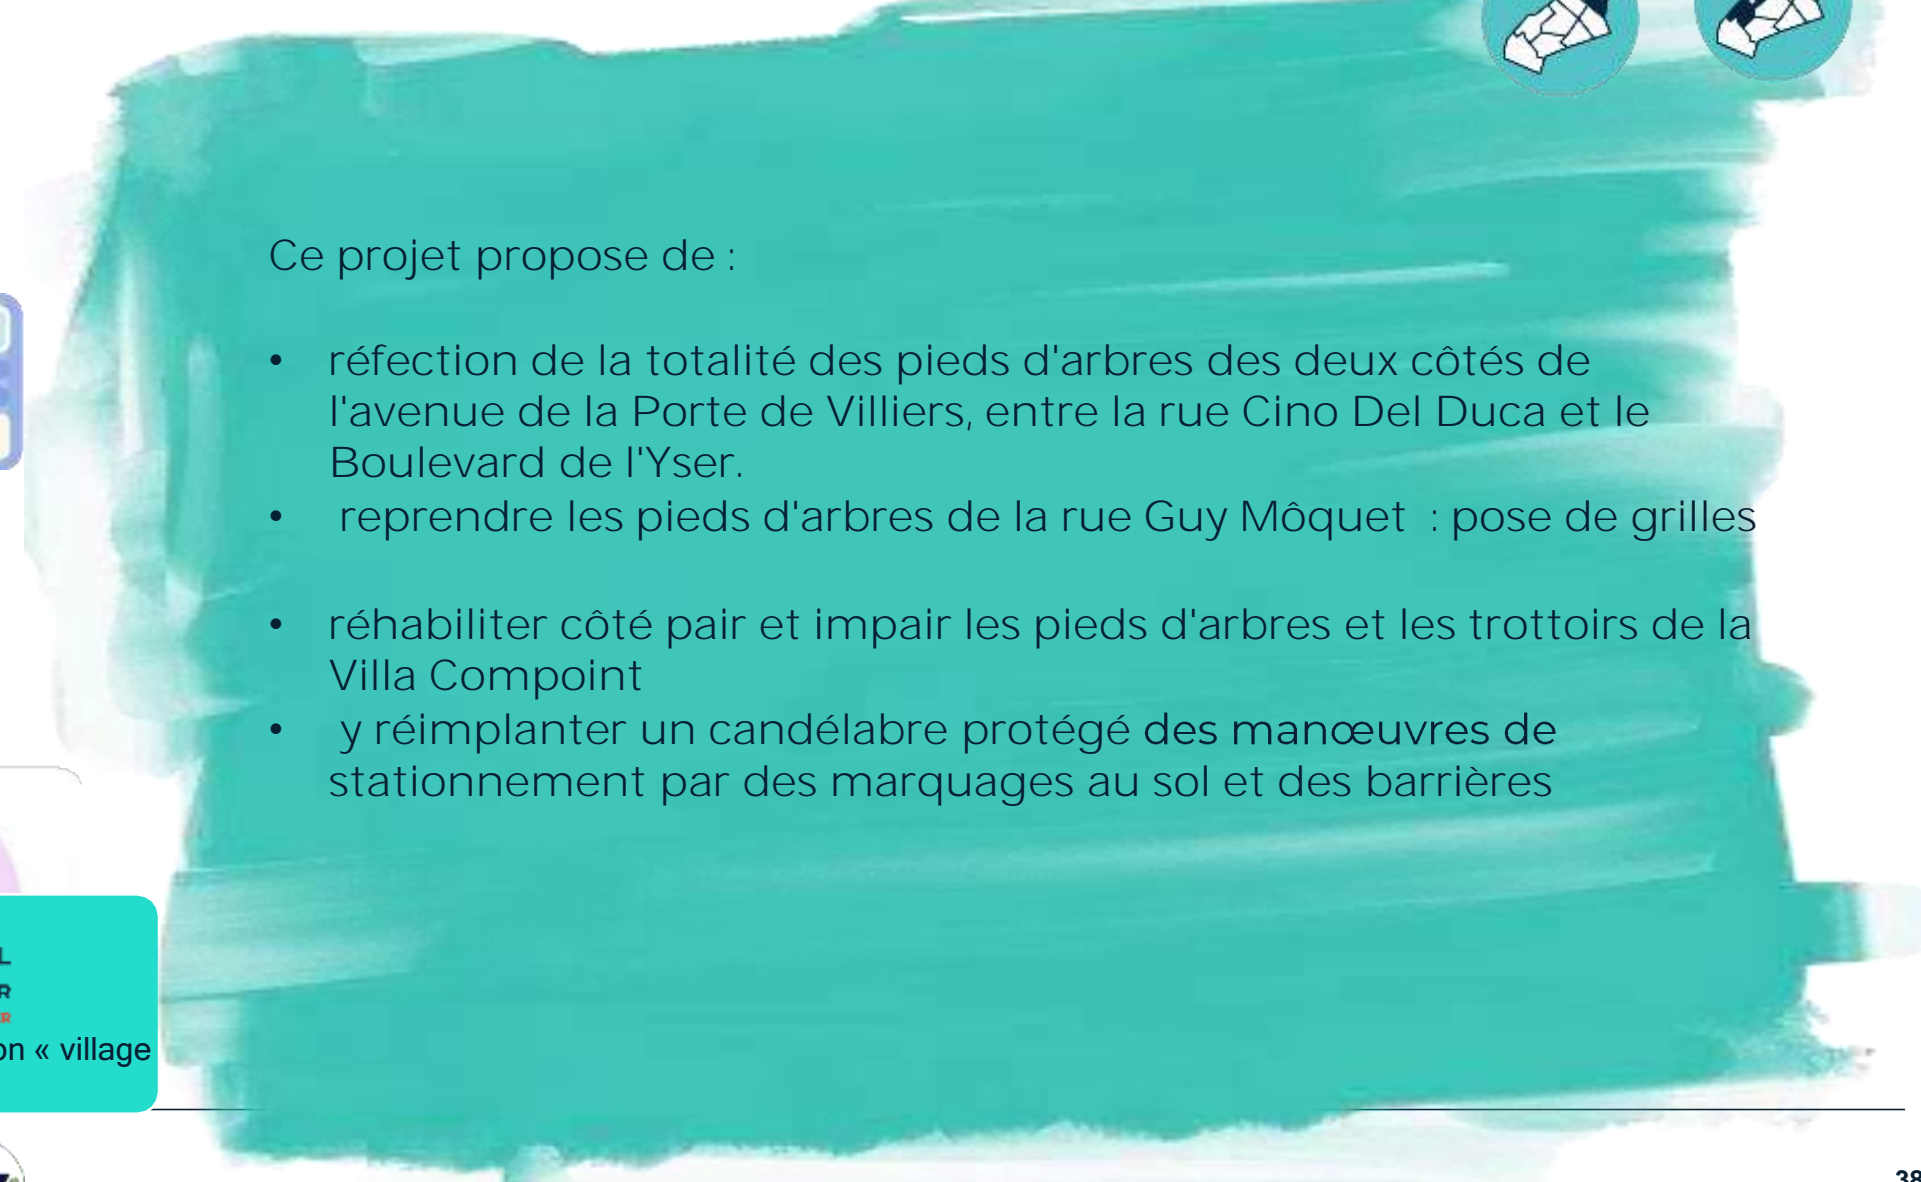 Ce projet propose de :
• réfection de la totalité des pieds d'arbres des deux côtés de
l'avenue de la Porte de Villiers, entre la rue Cino Del Duca et le
Boulevard de l'Yser.
• reprendre les pieds d'arbres de la rue Guy Môquet : pose de grilles
• réhabiliter côté pair et impair les pieds d'arbres et les trottoirs de la
Villa Compoint
• y réimplanter un candélabre protégé des manœuvres de
stationnement par des marquages au sol et des barrières
L
R
ER
on « village
38